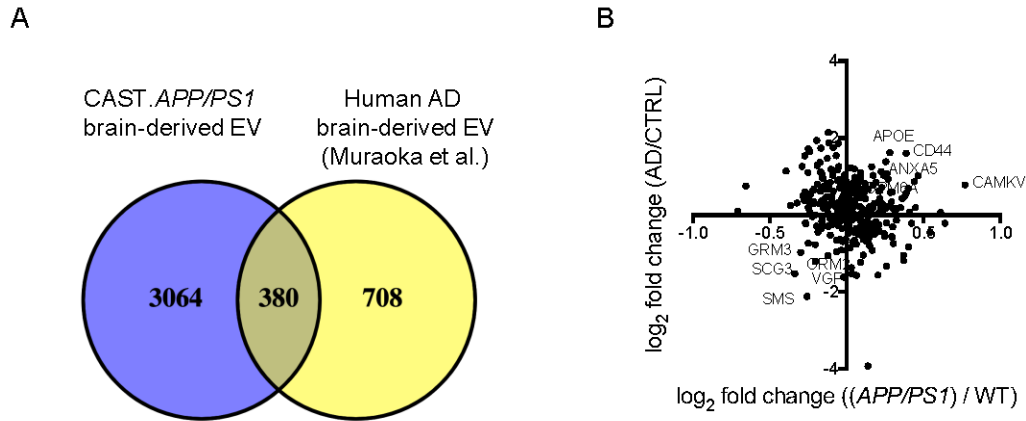 A
B
CAST.APP/PS1
brain-derived EV
Human AD
brain-derived EV
(Muraoka et al.)
3064
380
708
log2 fold change (AD/CTRL)
4
2
-2
-4
-1.0
-0.5
0.5
1.0
APOE
CD44
ANXA5
CAMKV
GRM3
SCG3
VGF
SMS
log2 fold change ((APP/PS1) / WT)